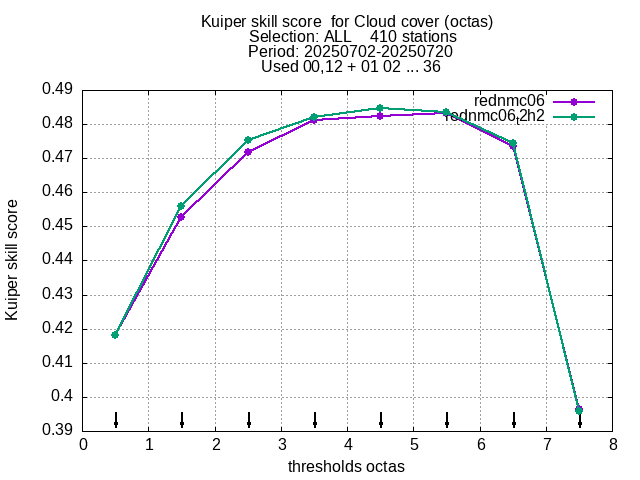 Kuiper skill score for Cloud cover (octas)
Selection: ALL 410 stations
Period: 20250702-20250720
Used 00,12 + 01 02 ... 36
rednmc06
rednmc06t2h2
0.49
0.48
0.47
0.46
0.45
0.44
0.43
0.42
0.41
0.4
0.39
Kuiper skill score
0 1 2 3 4 5 6 7 8
thresholds octas